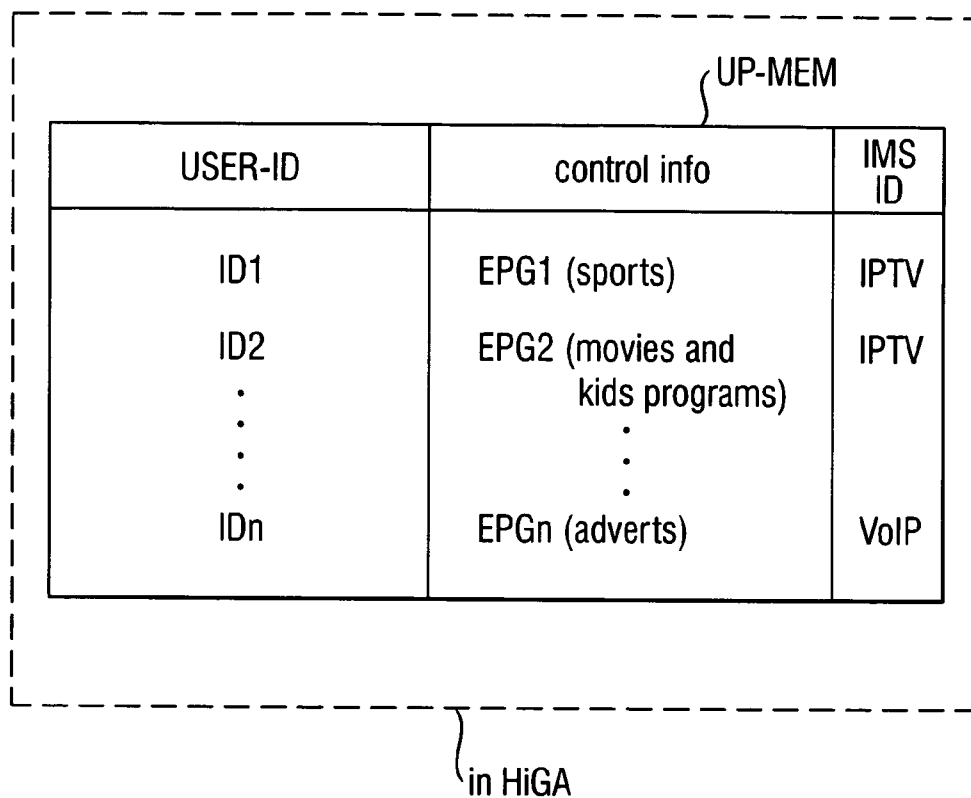 UP-MEM
USER-ID control info IMS ID
ID1 EPG1 (sports) IPTV
ID2 EPG2 (movies and kids programs) IPTV
IDn EPGn (adverts) VoIP
in HiGA